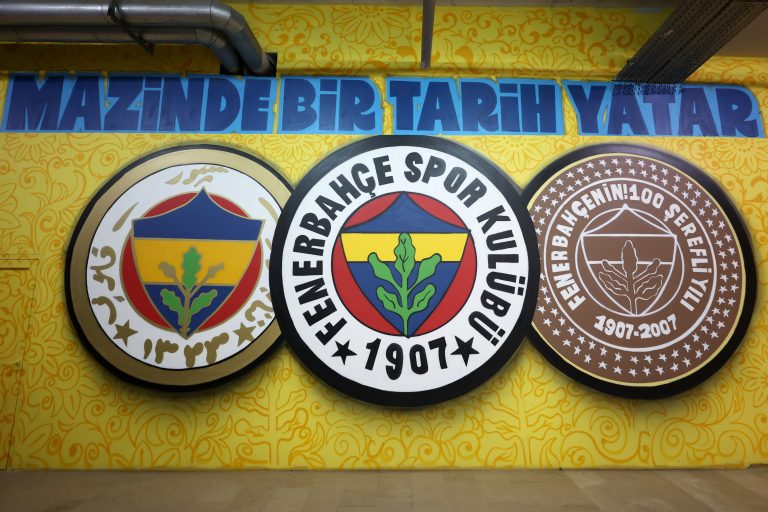 MAZİNDE BİR TARİH YATAR
FENERBAHÇE SPOR KULÜBÜ
1907
FENERBAHÇENİN!100 ŞEREFLİ YILI
1907-2007